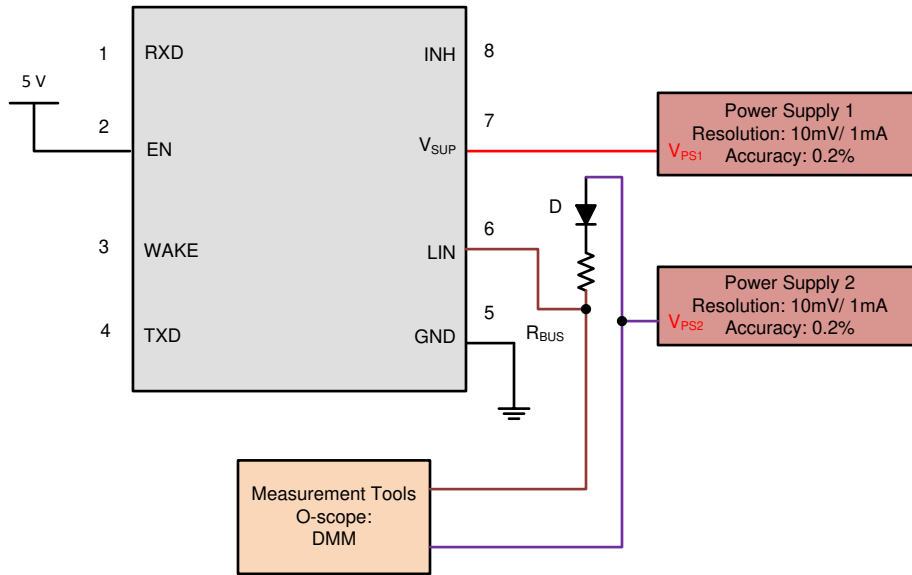 1
RXD
INH
8
5 V
2
EN
7
VSUP
Power Supply 1
Resolution: 10mV/ 1mA
VPS1
Accuracy: 0.2%
D
3
WAKE
6
LIN
4
TXD
5
GND
RBUS
Power Supply 2
Resolution: 10mV/ 1mA
VPS2
Accuracy: 0.2%
Measurement Tools
O-scope:
DMM